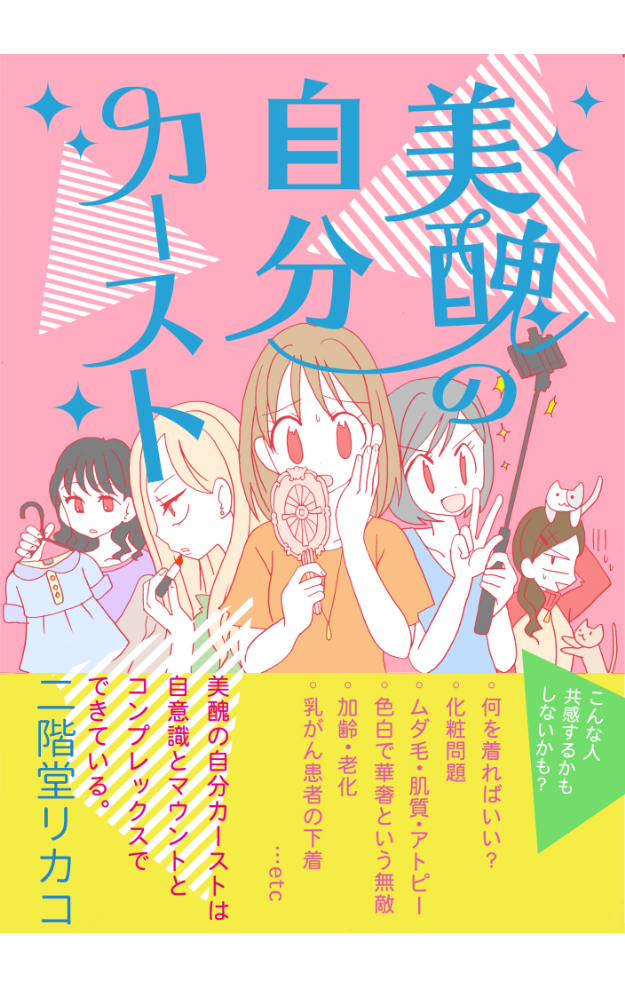 美醜の
自分
カースト
こんな人
共感するかも
しないかも?
・何を着ればいい?
・化粧問題
・ムダ毛・肌質・アトピー
・色白で華奢という無敵
・加齢・老化
・乳がん患者の下着
…etc
美醜の自分カーストは
自意識とマウントと
コンプレックスで
できている。
二階堂リカコ